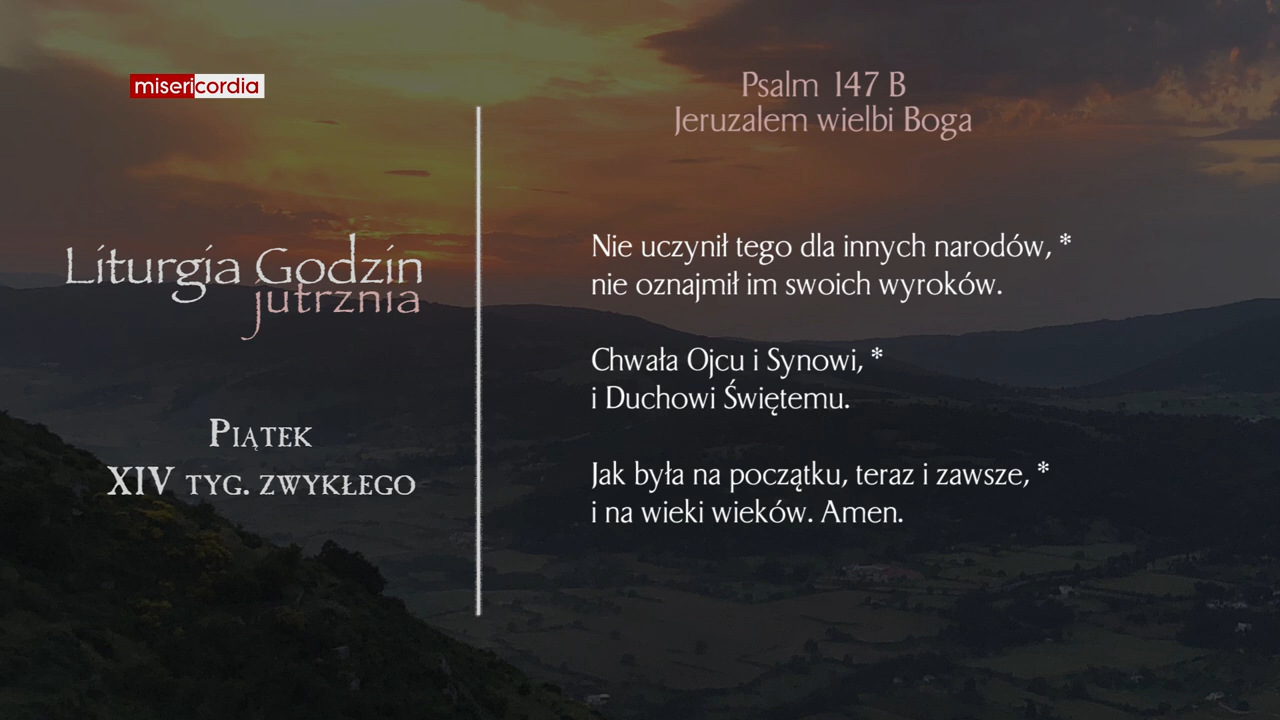 misericordia
Liturgia Godzin
jutrznia
Piątek
XIV tyg. zwykłego
Psalm 147 B
Jeruzalem wielbi Boga
Nie uczynił tego dla innych narodów, *
nie oznajmił im swoich wyroków.
Chwała Ojcu i Synowi, *
i Duchowi Świętemu.
Jak była na początku, teraz i zawsze, *
i na wieki wieków. Amen.